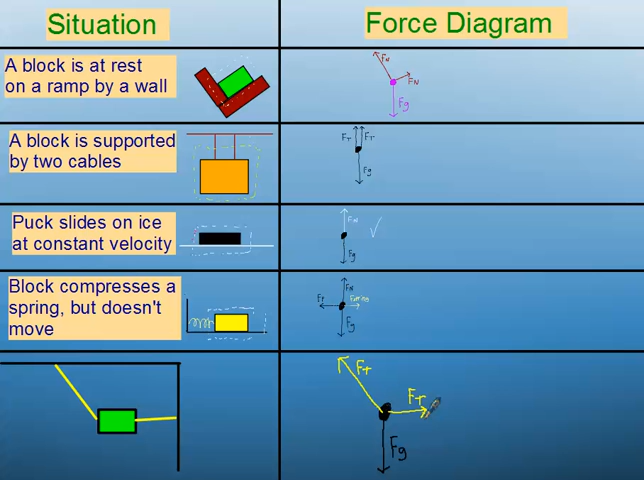 Situation
Force Diagram
A block is at rest
on a ramp by a wall
FN
FN
Fg
A block is supported
by two cables
FT
FT
Fg
Puck slides on ice
at constant velocity
FN
Fg
Block compresses a
spring, but doesn't
move
FN
Fspring
Fg
FT
FT
Fg